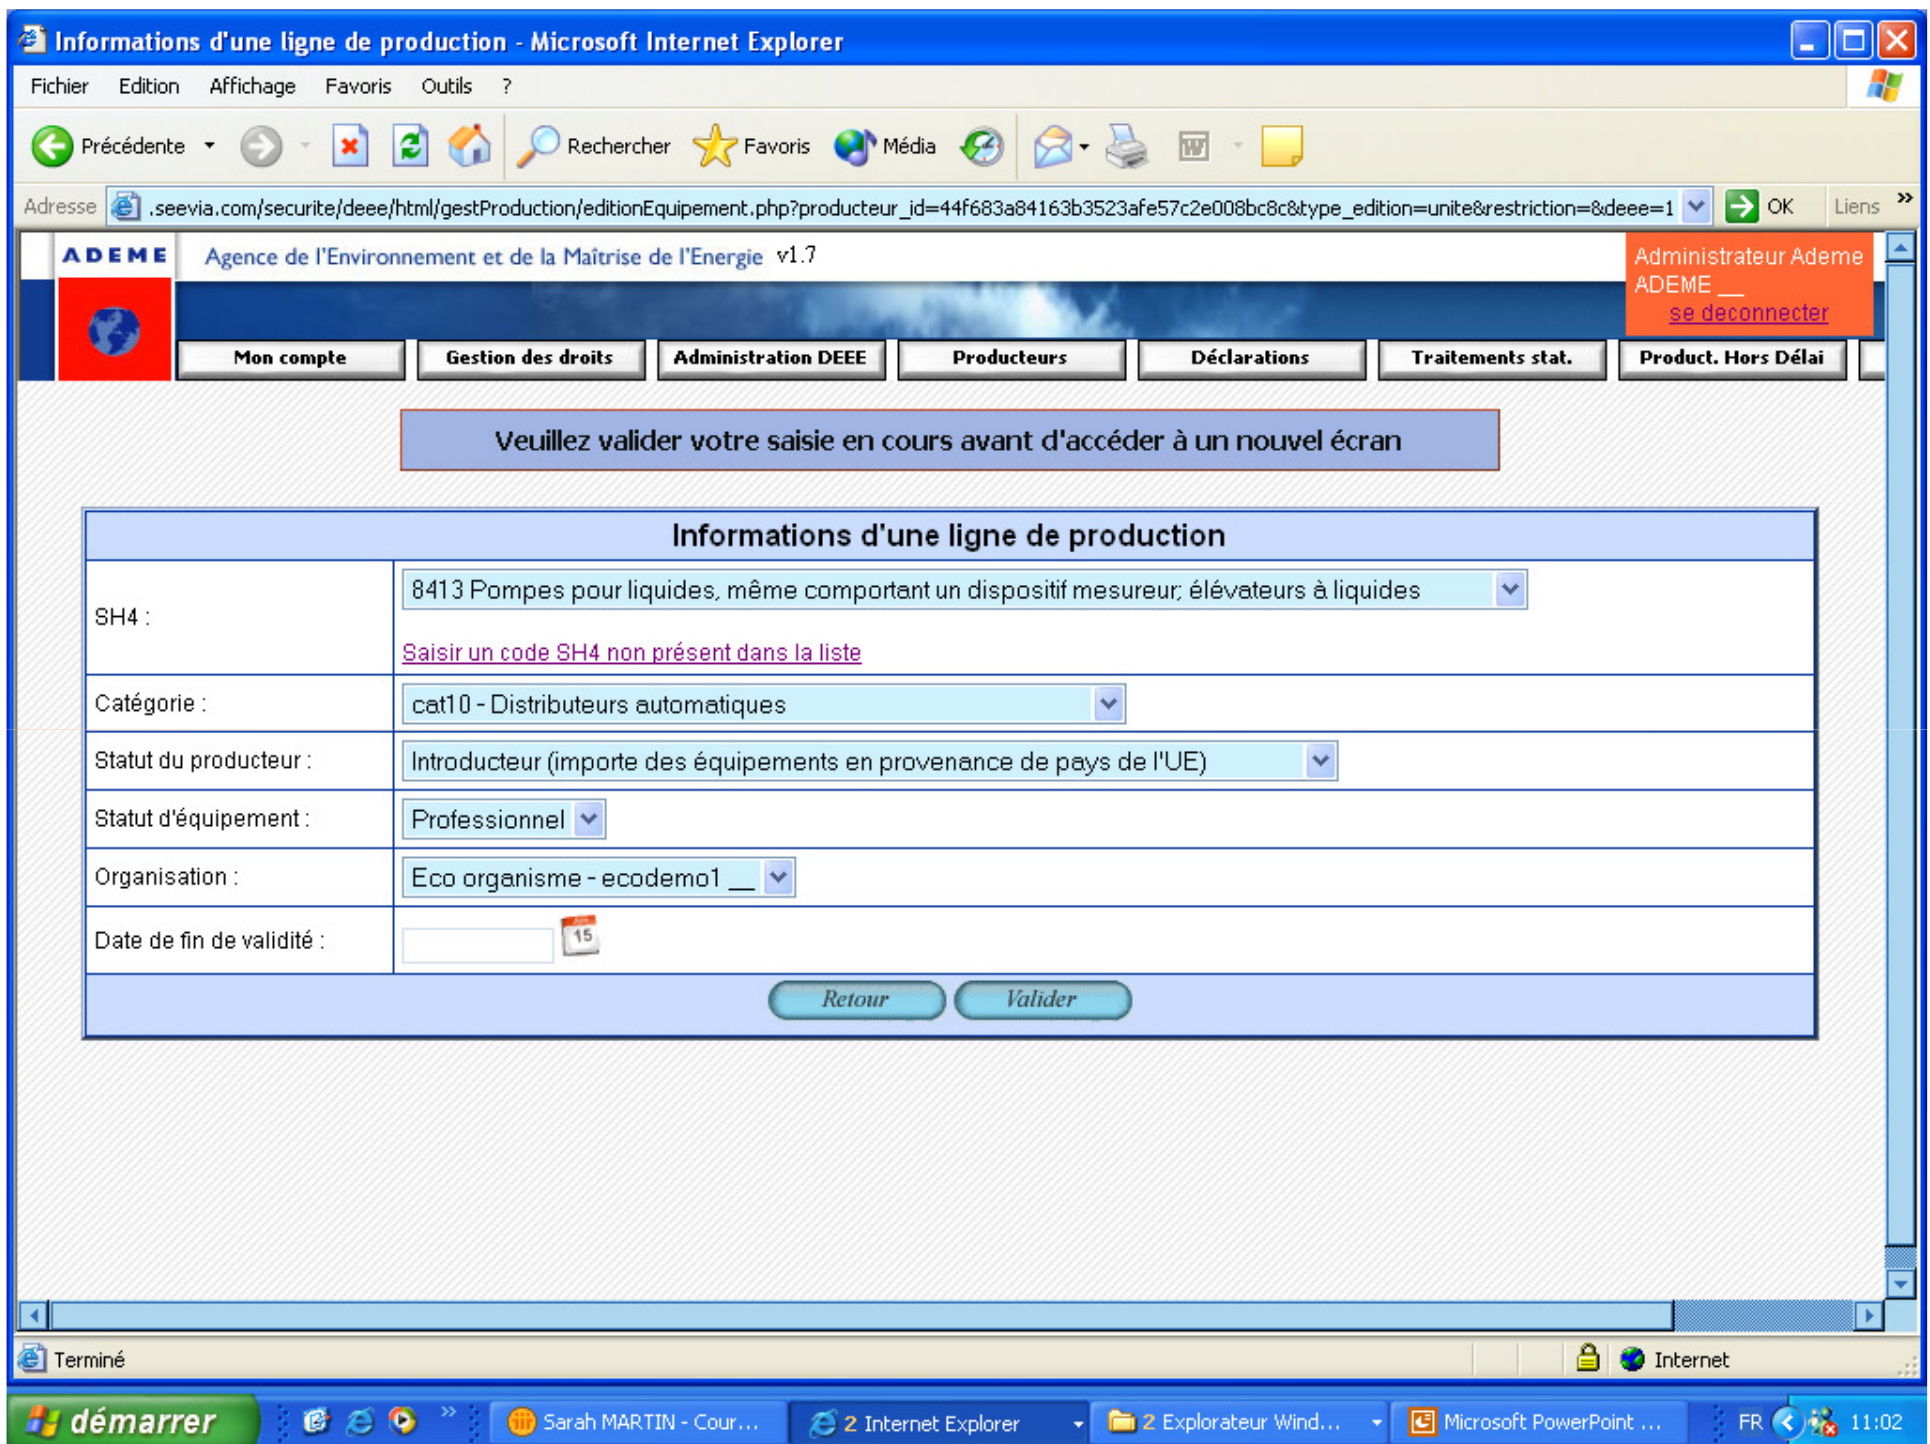 Informations d'une ligne de production - Microsoft Internet Explorer
Fichier Edition Affichage Favoris Outils ?
Précédente Rechercher Favoris Média
Adresse .seevia.com/securite/deee/html/gestProduction/editionEquipement.php?producteur_id=44f683a84163b3523afe57c2e008bc8c&type_edition=unite&restriction=&deee=1 OK Liens »
ADEME Agence de l'Environnement et de la Maîtrise de l'Energie v1.7
Administrateur Ademe
ADEME __
se deconnecter
Mon compte Gestion des droits Administration DEEE Producteurs Déclarations Traitements stat. Product. Hors Délai
Veuillez valider votre saisie en cours avant d'accéder à un nouvel écran
Informations d'une ligne de production
SH4 : 8413 Pompes pour liquides, même comportant un dispositif mesureur; élévateurs à liquides
Saisir un code SH4 non présent dans la liste
Catégorie : cat10 - Distributeurs automatiques
Statut du producteur : Introducteur (importe des équipements en provenance de pays de l'UE)
Statut d'équipement : Professionnel
Organisation : Eco organisme - ecodemo1 __
Date de fin de validité : 15
Retour Valider
Terminé Internet
démarrer » Sarah MARTIN - Cour... 2 Internet Explorer 2 Explorateur Wind... Microsoft PowerPoint ... FR 11:02